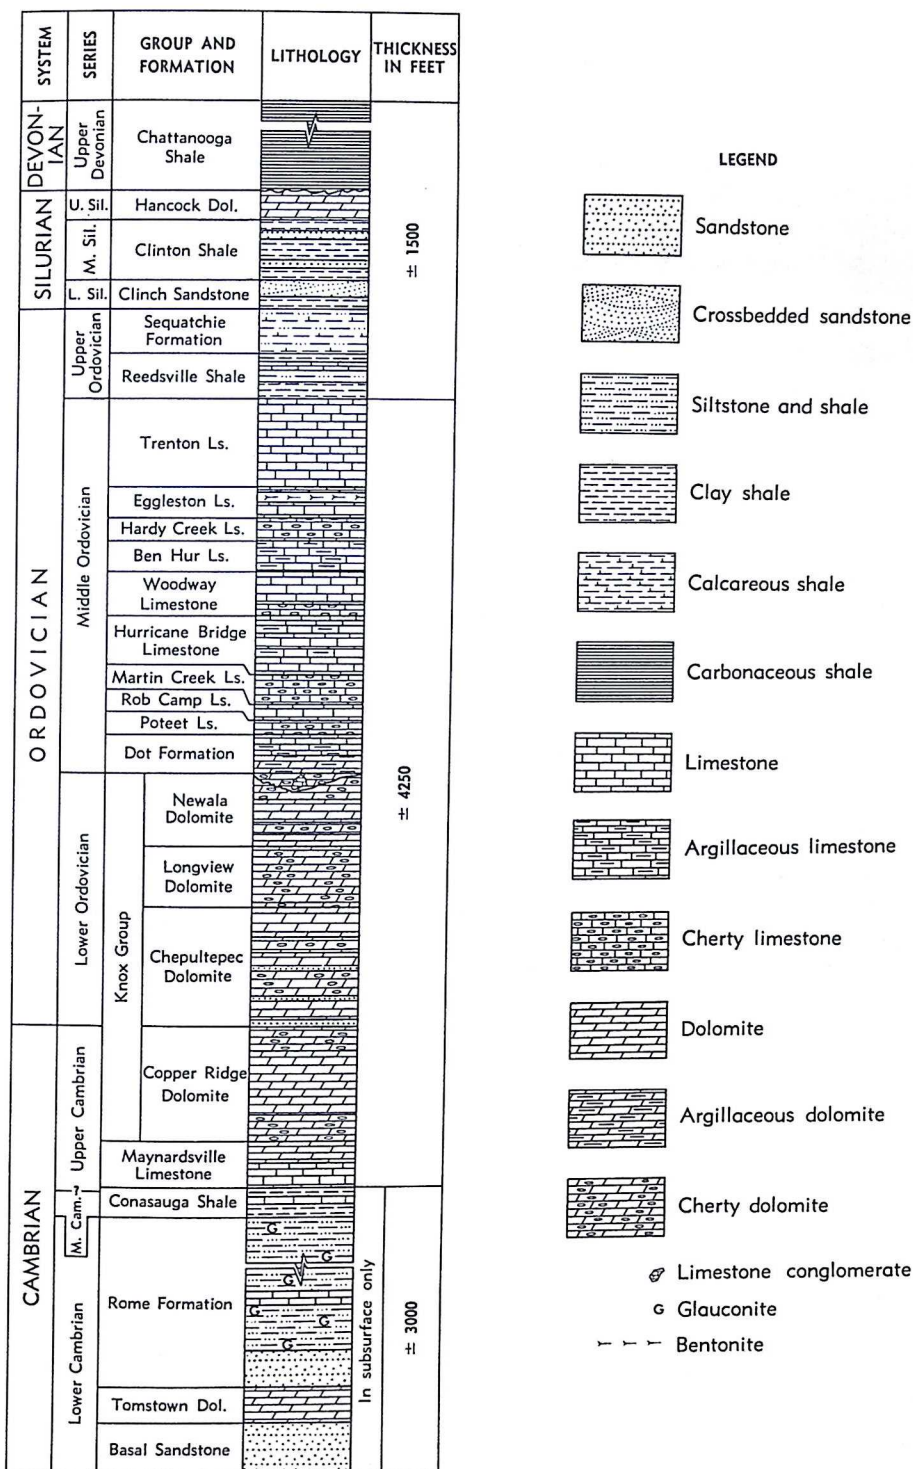 SYSTEM
SERIES
GROUP AND
FORMATION
LITHOLOGY
THICKNESS
IN FEET
DEVON-
IAN
Upper
Devonian
Chattanooga
Shale
SILURIAN
U. Sil.
Hancock Dol.
M. Sil.
Clinton Shale
L. Sil.
Clinch Sandstone
± 1500
ORDOVICIAN
Upper
Ordovician
Sequatchie
Formation
Reedsville Shale
Middle Ordovician
Trenton Ls.
Eggleston Ls.
Hardy Creek Ls.
Ben Hur Ls.
Woodway
Limestone
Hurricane Bridge
Limestone
Martin Creek Ls.
Rob Camp Ls.
Poteet Ls.
Dot Formation
± 4250
Lower Ordovician
Knox Group
Newala
Dolomite
Longview
Dolomite
Chepultepec
Dolomite
CAMBRIAN
Upper Cambrian
Copper Ridge
Dolomite
Maynardsville
Limestone
?
M. Cam.
Conasauga Shale
Lower Cambrian
Rome Formation
G
G
G
G
G
G
Tomstown Dol.
Basal Sandstone
In subsurface only
± 3000
LEGEND
Sandstone
Crossbedded sandstone
Siltstone and shale
Clay shale
Calcareous shale
Carbonaceous shale
Limestone
Argillaceous limestone
Cherty limestone
Dolomite
Argillaceous dolomite
Cherty dolomite
Limestone conglomerate
G Glauconite
Bentonite